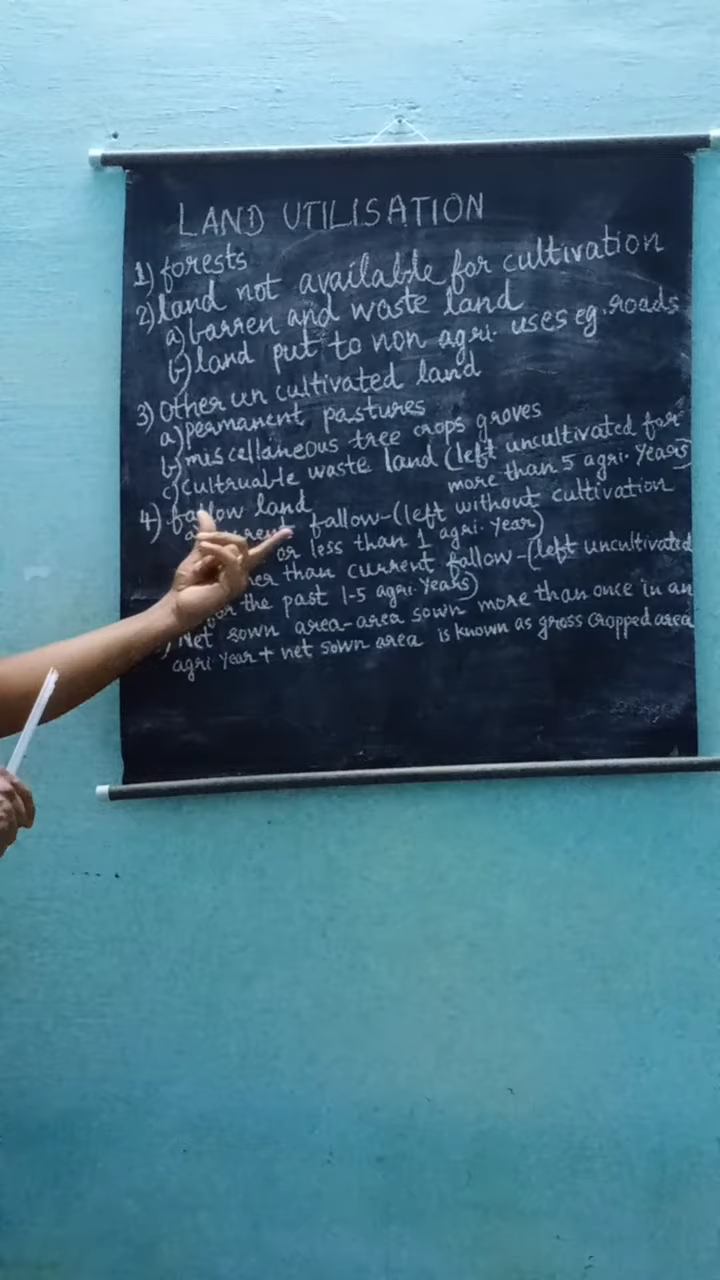 LAND UTILISATION
1) forests
2) land not available for cultivation
a) barren and waste land
b) land put to non agri. uses eg. roads
3) Other un cultivated land
a) permanent pastures
b) miscellaneous tree crops groves
c) cultruable waste land (left uncultivated for
more than 5 agri. Years)
4) fallow land
fallow-(left without cultivation
or less than 1 agri. year)
than current fallow-(left uncultivated
the past 1-5 agri. Years)
Net sown area-area sown more than once in an
agri year + net sown area is known as gross cropped area